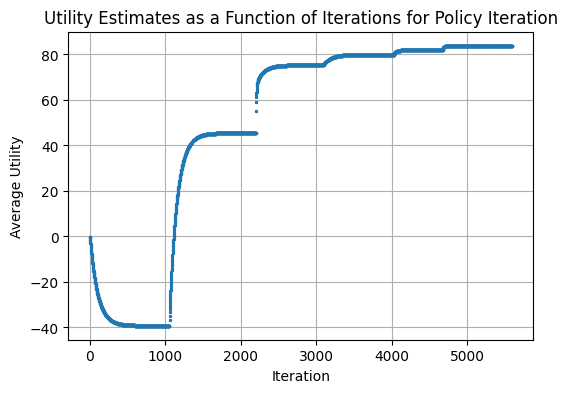 Utility Estimates as a Function of Iterations for Policy Iteration
Average Utility
80
60
40
20
0
−20
−40
0 1000 2000 3000 4000 5000
Iteration